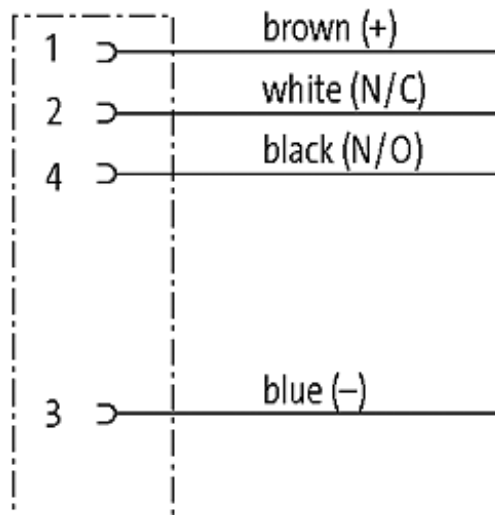 1 brown (+)
2 white (N/C)
4 black (N/O)
3 blue (–)